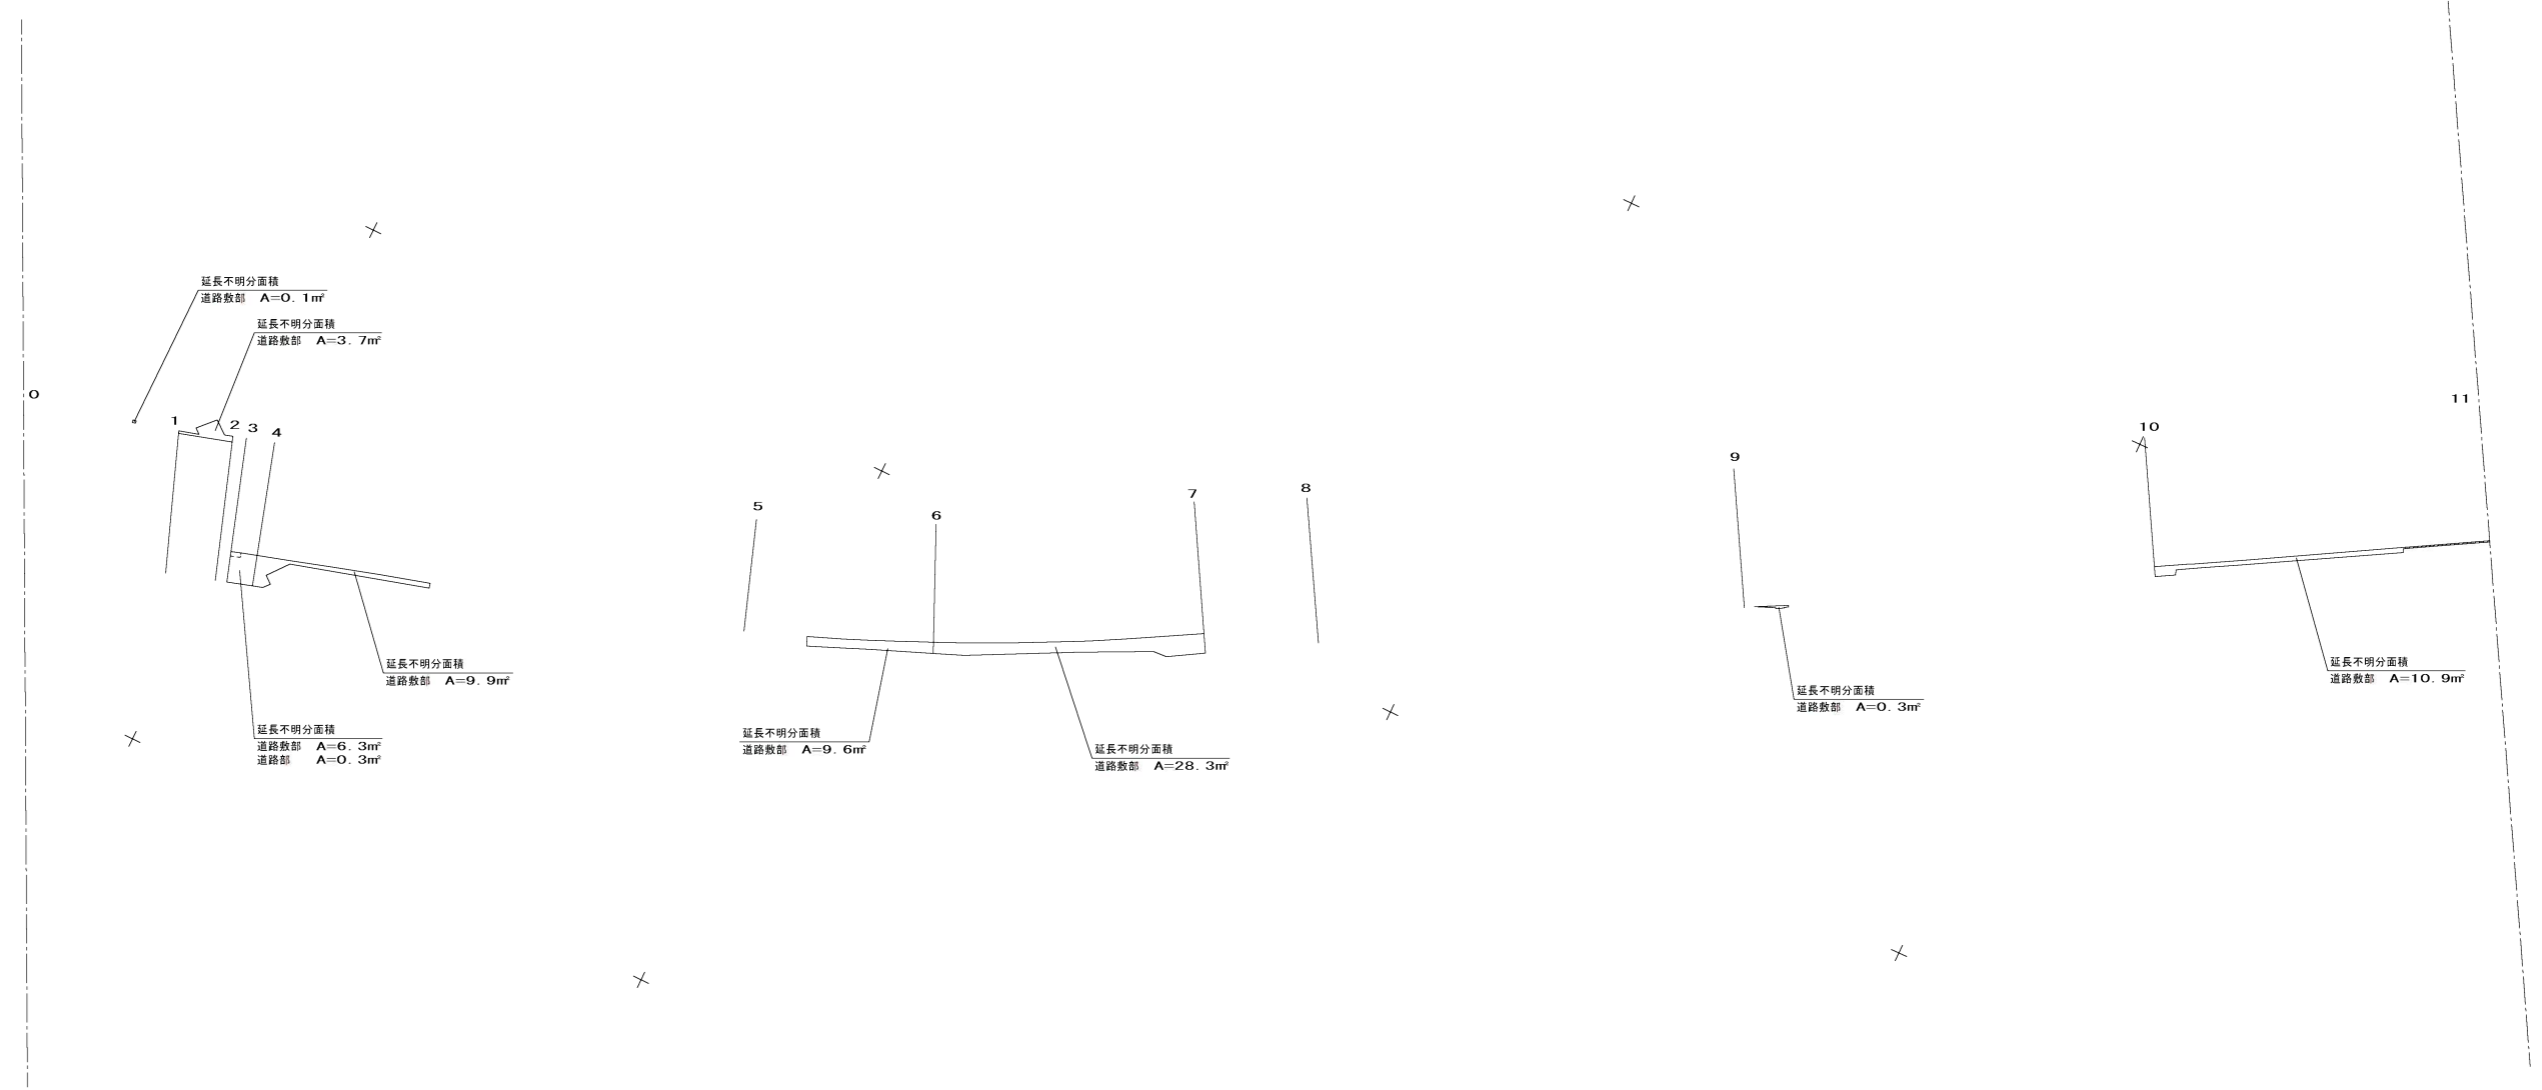 延長不明分面積
道路敷部 A=0.1㎡
延長不明分面積
道路敷部 A=3.7㎡
0
1
2
3
4
5
6
7
8
9
10
11
延長不明分面積
道路敷部 A=9.9㎡
延長不明分面積
道路敷部 A=6.3㎡
道路部 A=0.3㎡
延長不明分面積
道路敷部 A=9.6㎡
延長不明分面積
道路敷部 A=28.3㎡
延長不明分面積
道路敷部 A=0.3㎡
延長不明分面積
道路敷部 A=10.9㎡